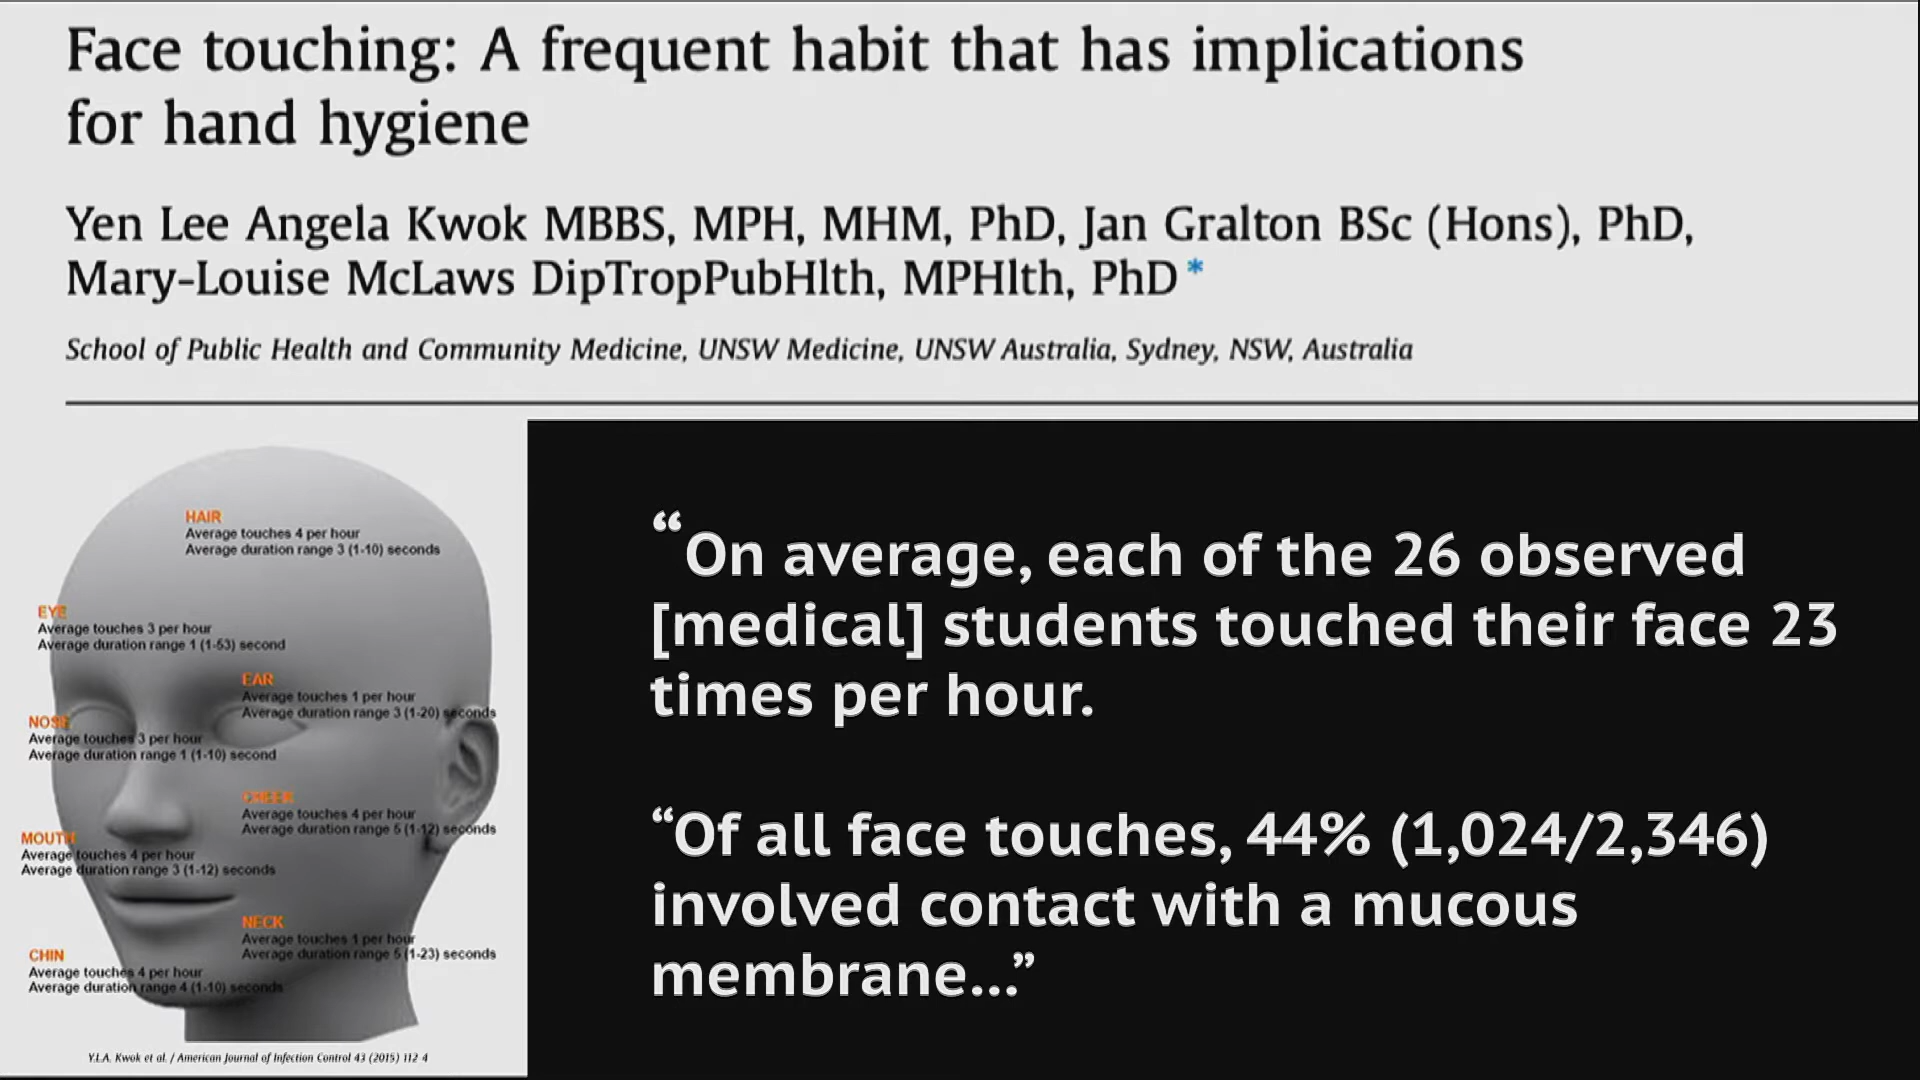 Face touching: A frequent habit that has implications
for hand hygiene
Yen Lee Angela Kwok MBBS, MPH, MHM, PhD, Jan Gralton BSc (Hons), PhD,
Mary-Louise McLaws DipTropPubHlth, MPHlth, PhD *
School of Public Health and Community Medicine, UNSW Medicine, UNSW Australia, Sydney, NSW, Australia
HAIR
Average touches 4 per hour
Average duration range 3 (1-10) seconds
EYE
Average touches 3 per hour
Average duration range 1 (1-53) second
EAR
Average touches 1 per hour
Average duration range 3 (1-20) seconds
NOSE
Average touches 3 per hour
Average duration range 1 (1-10) second
CHEEK
Average touches 4 per hour
Average duration range 5 (1-12) seconds
MOUTH
Average touches 4 per hour
Average duration range 3 (1-12) seconds
NECK
Average touches 1 per hour
Average duration range 5 (1-23) seconds
CHIN
Average touches 4 per hour
Average duration range 4 (1-10) seconds
Y.L.A. Kwok et al. / American Journal of Infection Control 43 (2015) 112-4
“On average, each of the 26 observed
[medical] students touched their face 23
times per hour.
“Of all face touches, 44% (1,024/2,346)
involved contact with a mucous
membrane...”